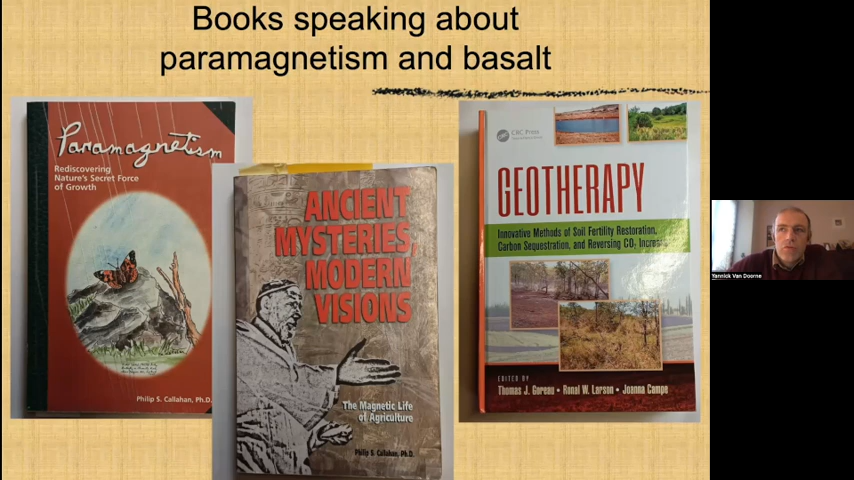 Books speaking about
paramagnetism and basalt
Paramagnetism
Rediscovering
Nature's Secret Force
of Growth
Philip S. Callahan, Ph.D.
ANCIENT
MYSTERIES,
MODERN
VISIONS
The Magnetic Life
of Agriculture
Philip S. Callahan, Ph.D.
CRC Press
GEOTHERAPY
Innovative Methods of Soil Fertility Restoration,
Carbon Sequestration, and Reversing CO2 Increase
EDITED BY
Thomas J. Goreau • Ronal W. Larson • Joanna Campe
Yannick Van Doorne